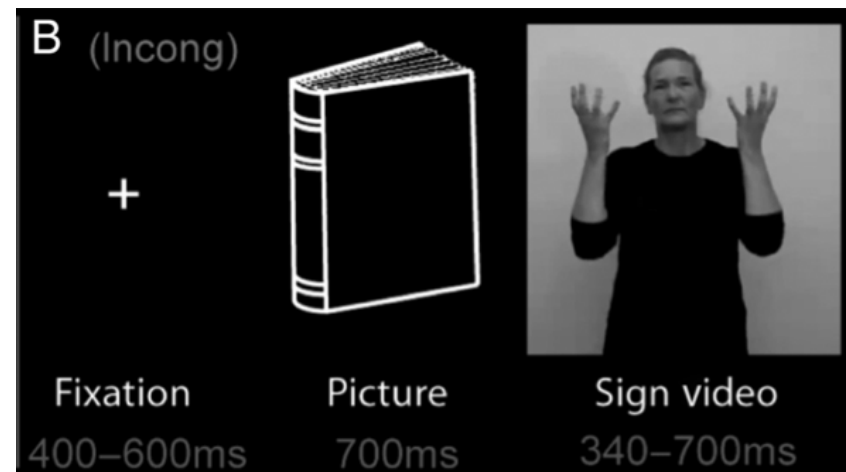 B (Incong)
+
Fixation
Picture
Sign video
400–600ms
700ms
340–700ms